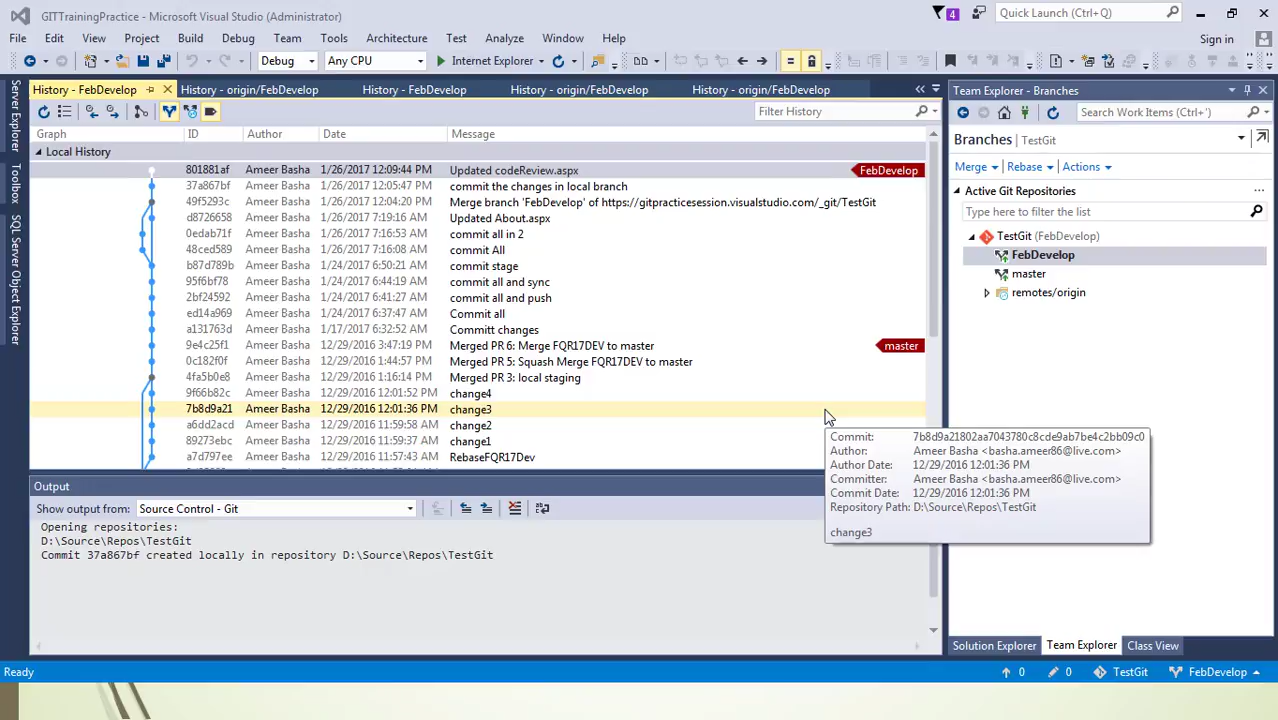 GITTrainingPractice - Microsoft Visual Studio (Administrator)
4
Quick Launch (Ctrl+Q)
File Edit View Project Build Debug Team Tools Architecture Test Analyze Window Help
Sign in
Debug Any CPU Internet Explorer
History - FebDevelop History - origin/FebDevelop History - FebDevelop History - origin/FebDevelop History - origin/FebDevelop
Filter History
Graph ID Author Date Message
Local History
801881af Ameer Basha 1/26/2017 12:09:44 PM Updated codeReview.aspx FebDevelop
37a867bf Ameer Basha 1/26/2017 12:05:47 PM commit the changes in local branch
49f5293c Ameer Basha 1/26/2017 12:04:20 PM Merge branch 'FebDevelop' of https://gitpracticesession.visualstudio.com/_git/TestGit
d8726658 Ameer Basha 1/24/2017 7:19:16 AM Updated About.aspx
0edab71f Ameer Basha 1/24/2017 7:16:53 AM commit all in 2
48ced589 Ameer Basha 1/24/2017 7:16:08 AM commit All
b87d789b Ameer Basha 1/24/2017 6:50:21 AM commit stage
95f6bf78 Ameer Basha 1/24/2017 6:44:19 AM commit all and sync
2bf24592 Ameer Basha 1/24/2017 6:41:27 AM commit all and push
ed14a969 Ameer Basha 1/24/2017 6:37:47 AM Commit all
a131763d Ameer Basha 1/17/2017 6:32:52 AM Committ changes
9e4c25f1 Ameer Basha 12/29/2016 3:47:19 PM Merged PR 6: Merge FQR17DEV to master master
Ameer Basha 12/29/2016 1:44:57 PM Merged PR 5: Squash Merge FQR17DEV to master
4fa5b0e8 Ameer Basha 12/29/2016 1:16:14 PM Merged PR 3: local staging
9f66b82c Ameer Basha 12/29/2016 12:01:52 PM change4
7b8d9a21 Ameer Basha 12/29/2016 12:01:36 PM change3
a6dd2acd Ameer Basha 12/29/2016 11:59:58 AM change2
89273ebc Ameer Basha 12/29/2016 11:59:37 AM change1
a7d797ee Ameer Basha 12/29/2016 11:57:43 AM RebaseFQR17Dev
Commit: 7b8d9a21802aa7043780c8cde9ab7be4c2bb09c0
Author: Ameer Basha <basha.ameer86@live.com>
Author Date: 12/29/2016 12:01:36 PM
Committer: Ameer Basha <basha.ameer86@live.com>
Commit Date: 12/29/2016 12:01:36 PM
Repository Path: D:\Source\Repos\TestGit
change3
Output
Show output from: Source Control - Git
Opening repositories:
D:\Source\Repos\TestGit
Commit 37a867bf created locally in repository D:\Source\Repos\TestGit
Server Explorer
Toolbox
SQL Server Object Explorer
Team Explorer - Branches
Search Work Items (Ctrl+')
Branches | TestGit
Merge Rebase Actions
Active Git Repositories
Type here to filter the list
TestGit (FebDevelop)
FebDevelop
master
remotes/origin
Solution Explorer Team Explorer Class View
Ready
0 0 TestGit FebDevelop